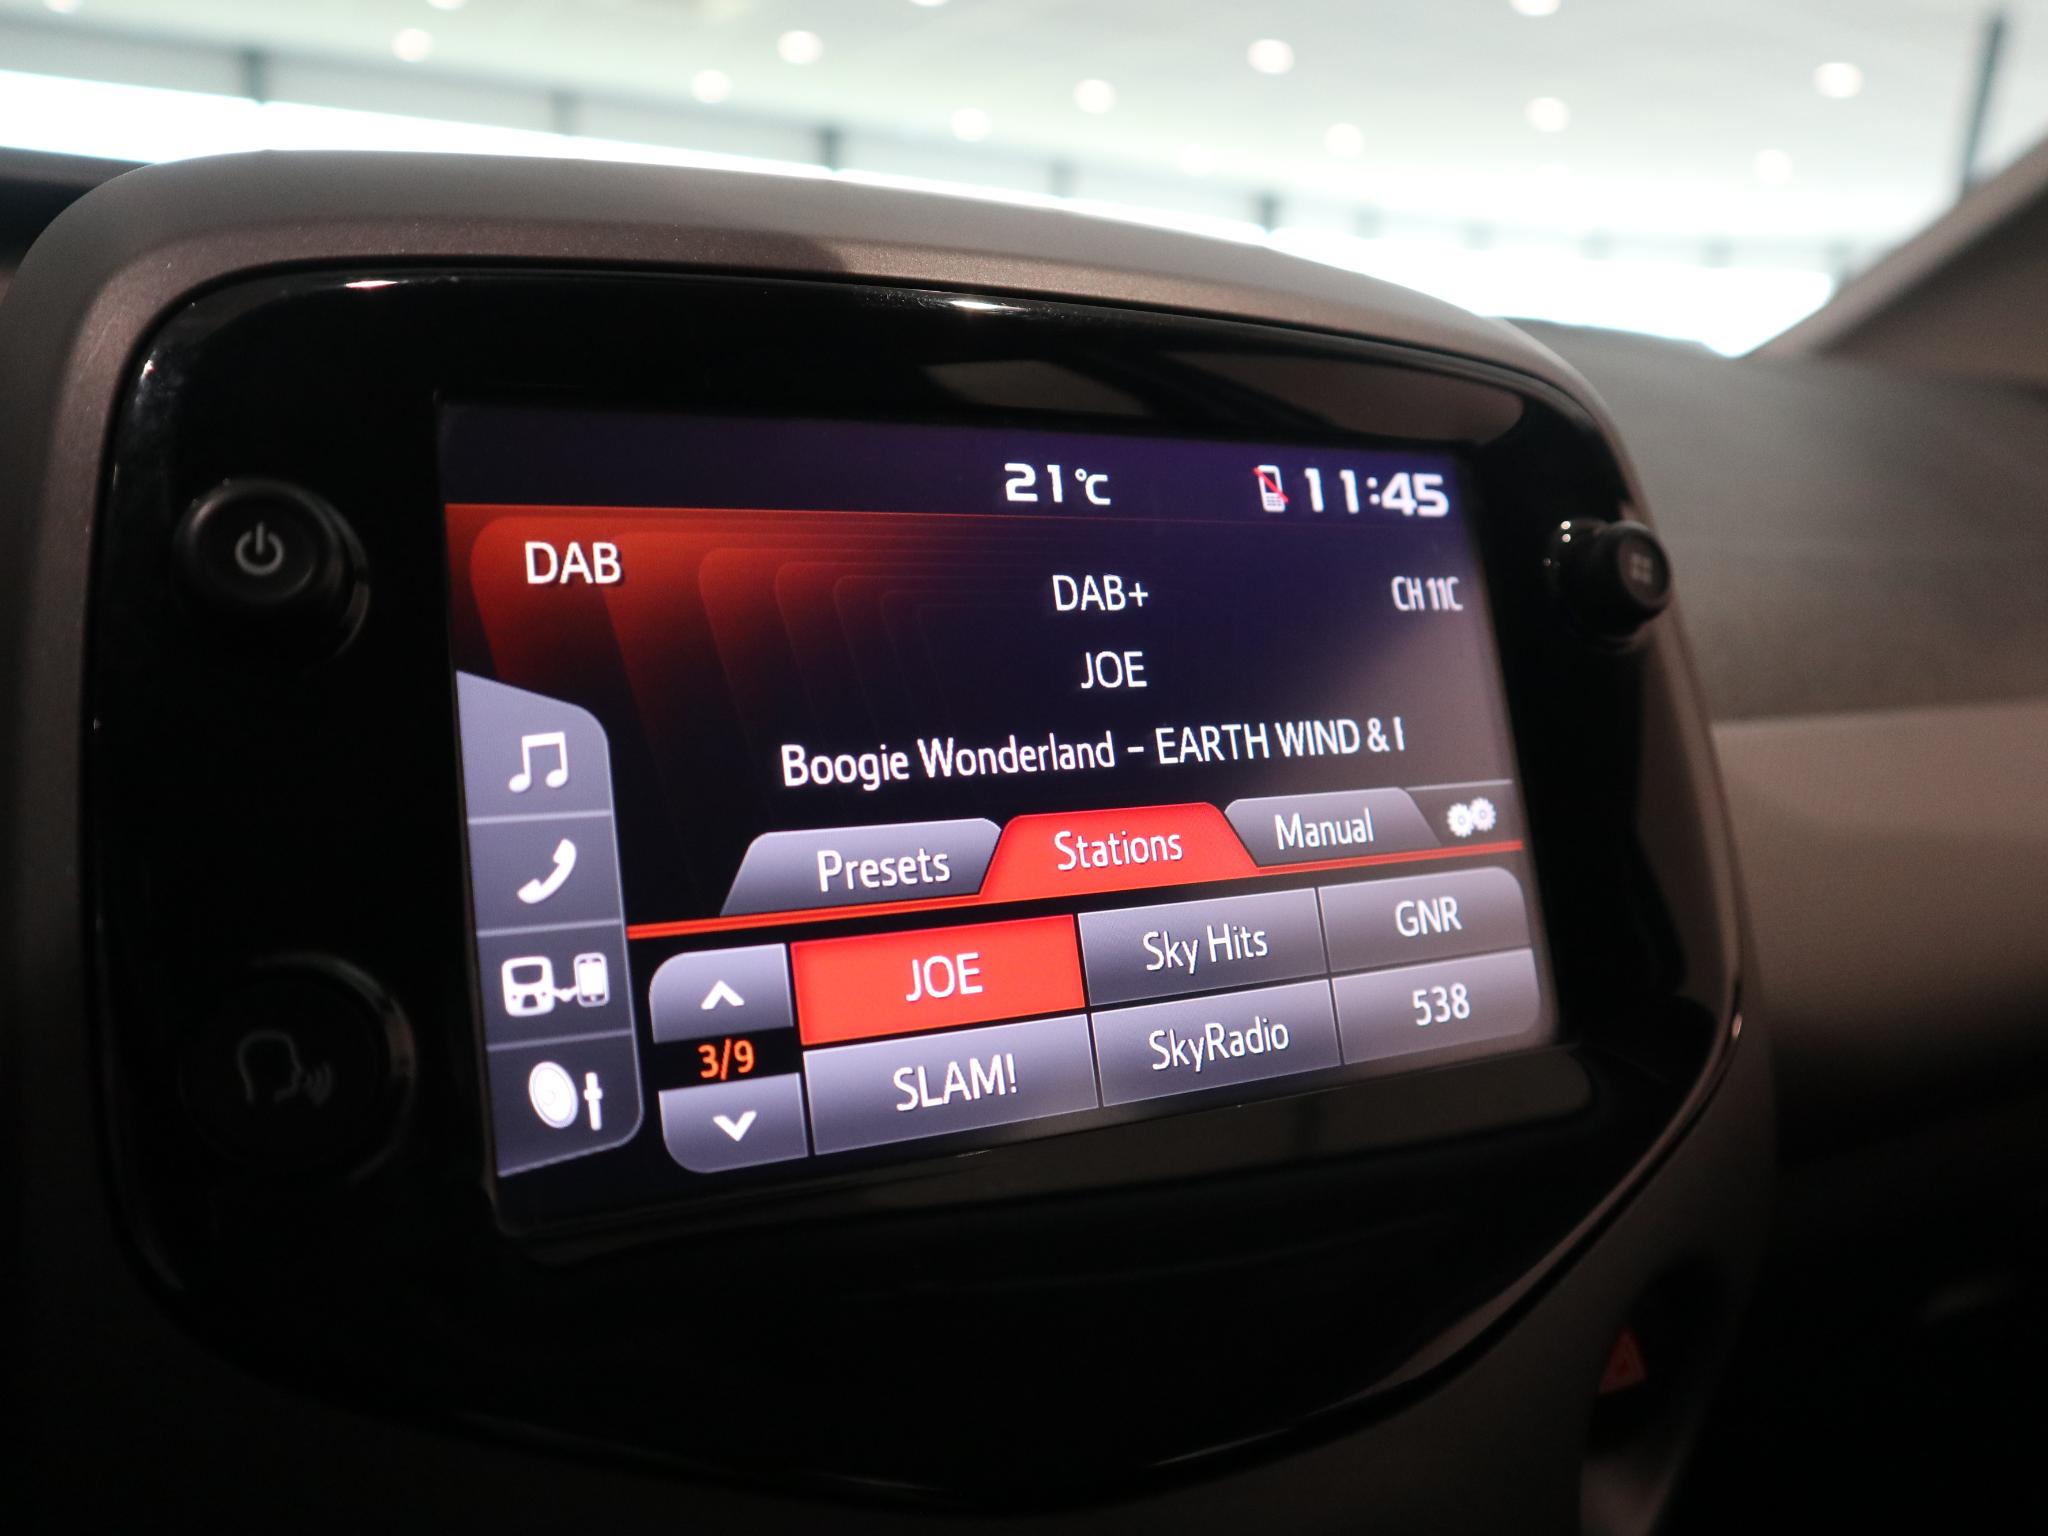 21°C 11:45
DAB
DAB+ CH 11C
JOE
Boogie Wonderland - EARTH WIND &
Presets Stations Manual
JOE Sky Hits GNR
3/9
SLAM! SkyRadio 538